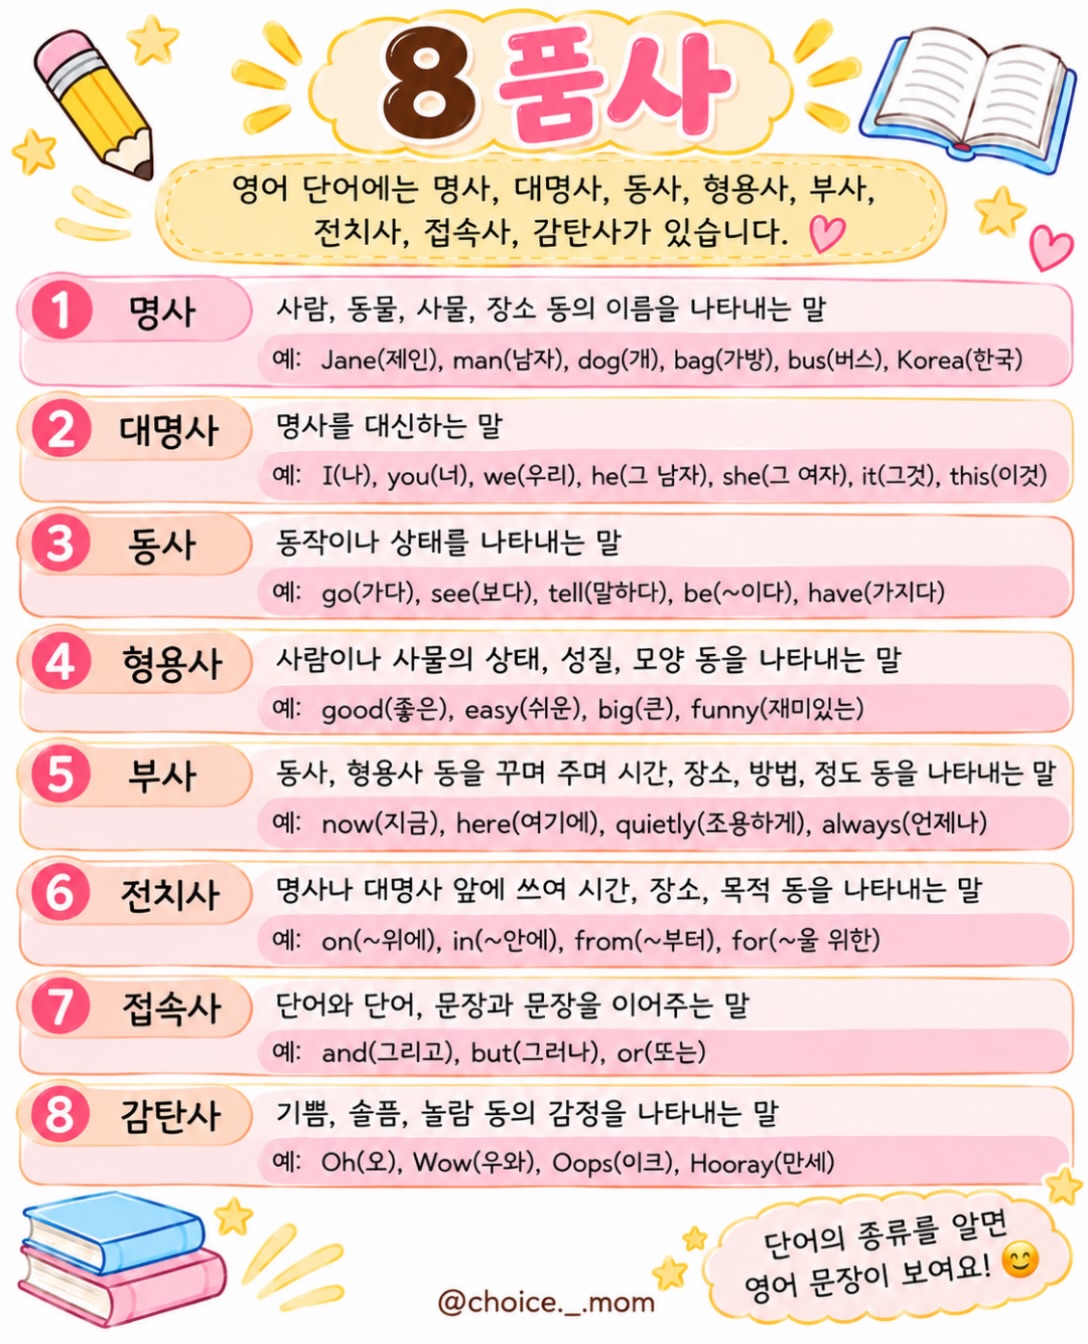 8품사
영어 단어에는 명사, 대명사, 동사, 형용사, 부사,
전치사, 접속사, 감탄사가 있습니다.
1 명사
사람, 동물, 사물, 장소 동의 이름을 나타내는 말
예: Jane(제인), man(남자), dog(개), bag(가방), bus(버스), Korea(한국)
2 대명사
명사를 대신하는 말
예: I(나), you(너), we(우리), he(그 남자), she(그 여자), it(그것), this(이것)
3 동사
동작이나 상태를 나타내는 말
예: go(가다), see(보다), tell(말하다), be(~이다), have(가지다)
4 형용사
사람이나 사물의 상태, 성질, 모양 동을 나타내는 말
예: good(좋은), easy(쉬운), big(큰), funny(재미있는)
5 부사
동사, 형용사 동을 꾸며 주며 시간, 장소, 방법, 정도 동을 나타내는 말
예: now(지금), here(여기에), quietly(조용하게), always(언제나)
6 전치사
명사나 대명사 앞에 쓰여 시간, 장소, 목적 동을 나타내는 말
예: on(~위에), in(~안에), from(~부터), for(~울 위한)
7 접속사
단어와 단어, 문장과 문장을 이어주는 말
예: and(그리고), but(그러나), or(또는)
8 감탄사
기쁨, 솔픔, 놀람 동의 감정을 나타내는 말
예: Oh(오), Wow(우와), Oops(이크), Hooray(만세)
단어의 종류를 알면
영어 문장이 보여요!
@choice._.mom